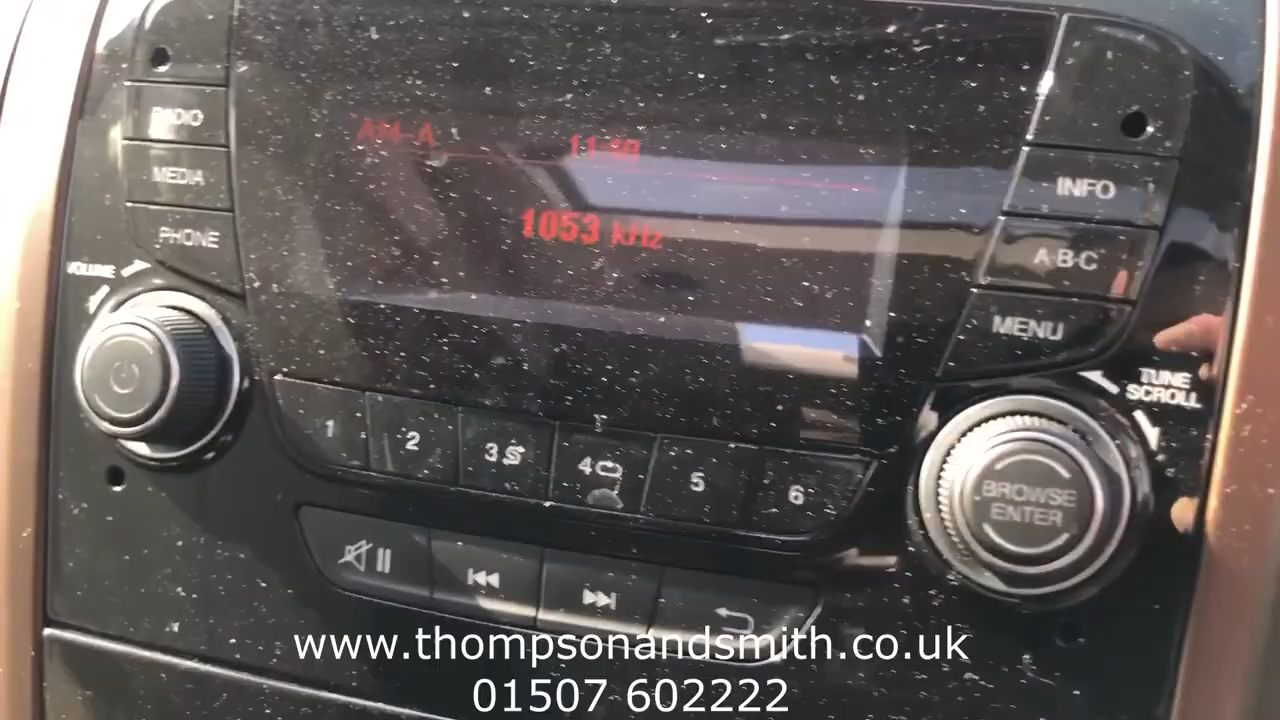 RADIO
MEDIA
PHONE
VOLUME
AM-A
11:40
1053 kHz
INFO
A-B-C
MENU
TUNE
SCROLL
1
2
3
4
5
6
BROWSE
ENTER
www.thompsonandsmith.co.uk
01507 602222